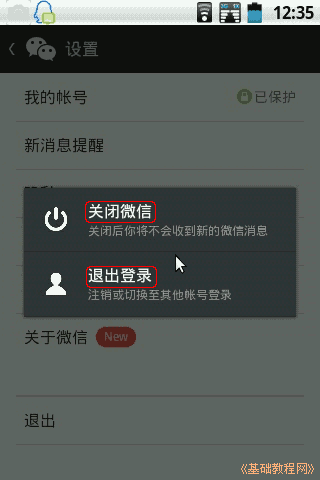 12:35
设置
我的帐号
已保护
新消息提醒
关闭微信
关闭后你将不会收到新的微信消息
退出登录
注销或切换至其他帐号登录
关于微信
New
退出
《基础教程网》